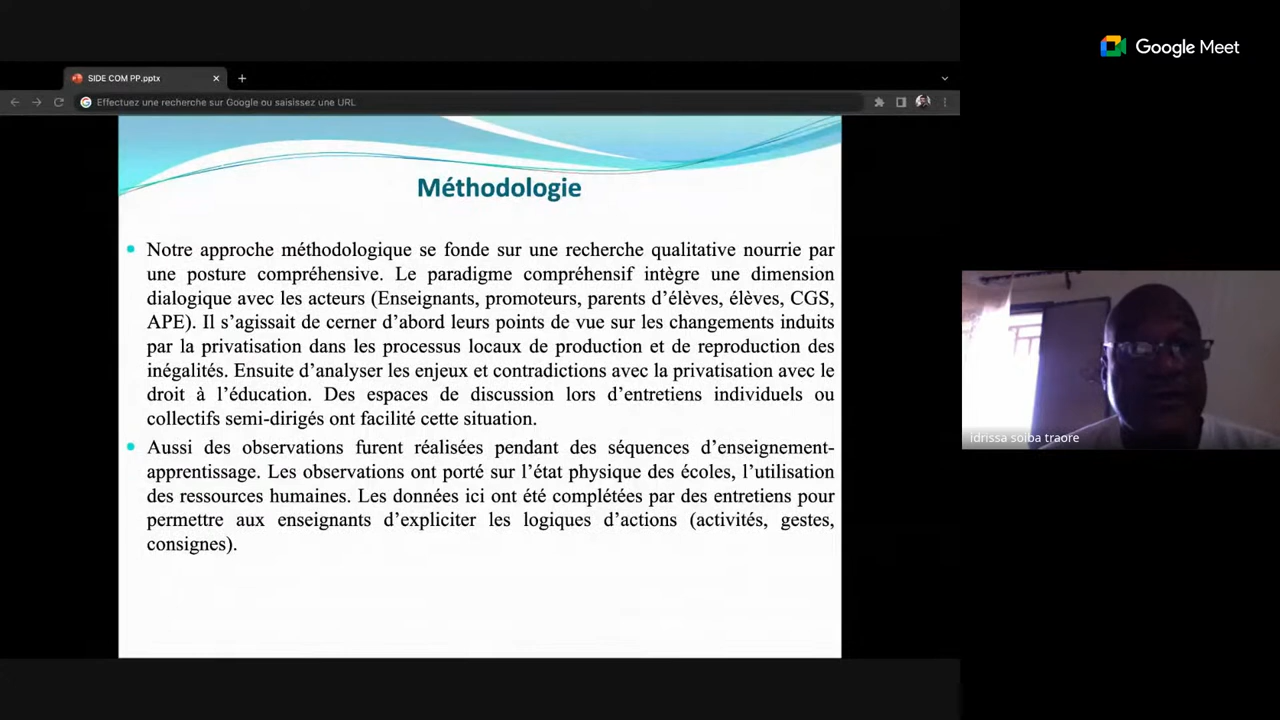 Google Meet
SIDE COM PP.pptx
Effectuez une recherche sur Google ou saisissez une URL
Méthodologie
Notre approche méthodologique se fonde sur une recherche qualitative nourrie par
une posture compréhensive. Le paradigme compréhensif intègre une dimension
dialogique avec les acteurs (Enseignants, promoteurs, parents d’élèves, élèves, CGS,
APE). Il s’agissait de cerner d’abord leurs points de vue sur les changements induits
par la privatisation dans les processus locaux de production et de reproduction des
inégalités. Ensuite d’analyser les enjeux et contradictions avec la privatisation avec le
droit à l’éducation. Des espaces de discussion lors d’entretiens individuels ou
collectifs semi-dirigés ont facilité cette situation.
Aussi des observations furent réalisées pendant des séquences d’enseignement-
apprentissage. Les observations ont porté sur l’état physique des écoles, l’utilisation
des ressources humaines. Les données ici ont été complétées par des entretiens pour
permettre aux enseignants d’expliciter les logiques d’actions (activités, gestes,
consignes).
idrissa soiba traore